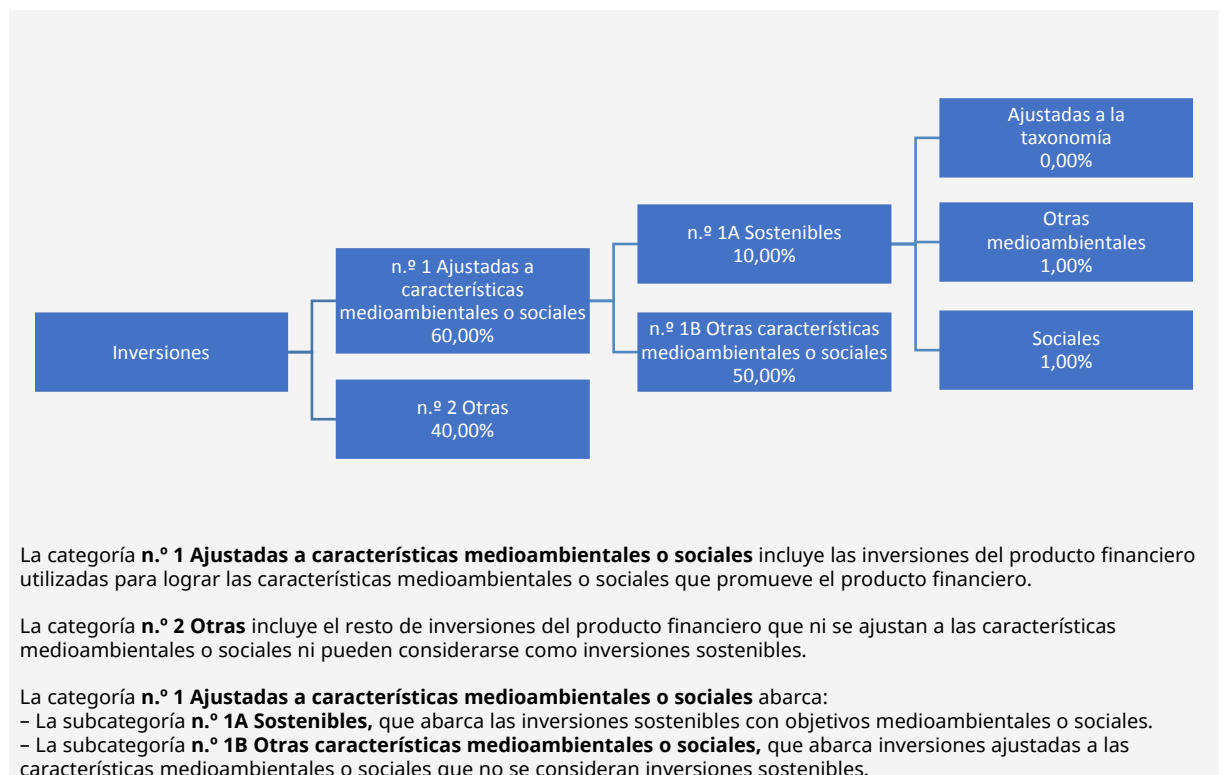 Inversiones
n.º 1 Ajustadas a
características
medioambientales o sociales
60,00%
n.º 2 Otras
40,00%
n.º 1A Sostenibles
10,00%
n.º 1B Otras características
medioambientales o sociales
50,00%
Ajustadas a la
taxonomía
0,00%
Otras
medioambientales
1,00%
Sociales
1,00%
La categoría n.º 1 Ajustadas a características medioambientales o sociales incluye las inversiones del producto financiero
utilizadas para lograr las características medioambientales o sociales que promueve el producto financiero.
La categoría n.º 2 Otras incluye el resto de inversiones del producto financiero que ni se ajustan a las características
medioambientales o sociales ni pueden considerarse como inversiones sostenibles.
La categoría n.º 1 Ajustadas a características medioambientales o sociales abarca:
– La subcategoría n.º 1A Sostenibles, que abarca las inversiones sostenibles con objetivos medioambientales o sociales.
– La subcategoría n.º 1B Otras características medioambientales o sociales, que abarca inversiones ajustadas a las
características medioambientales o sociales que no se consideran inversiones sostenibles.